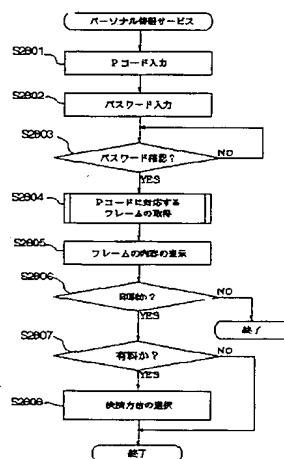 パーソナル情報サービス
S2801
Pコード入力
S2802
パスワード入力
S2803
パスワード確認?
NO
YES
S2804
Pコードに対応する
フレームの取得
S2805
フレームの内容の表示
S2806
印刷か?
NO
YES
終了
S2807
有料か?
NO
YES
S2808
決済方法の選択
終了